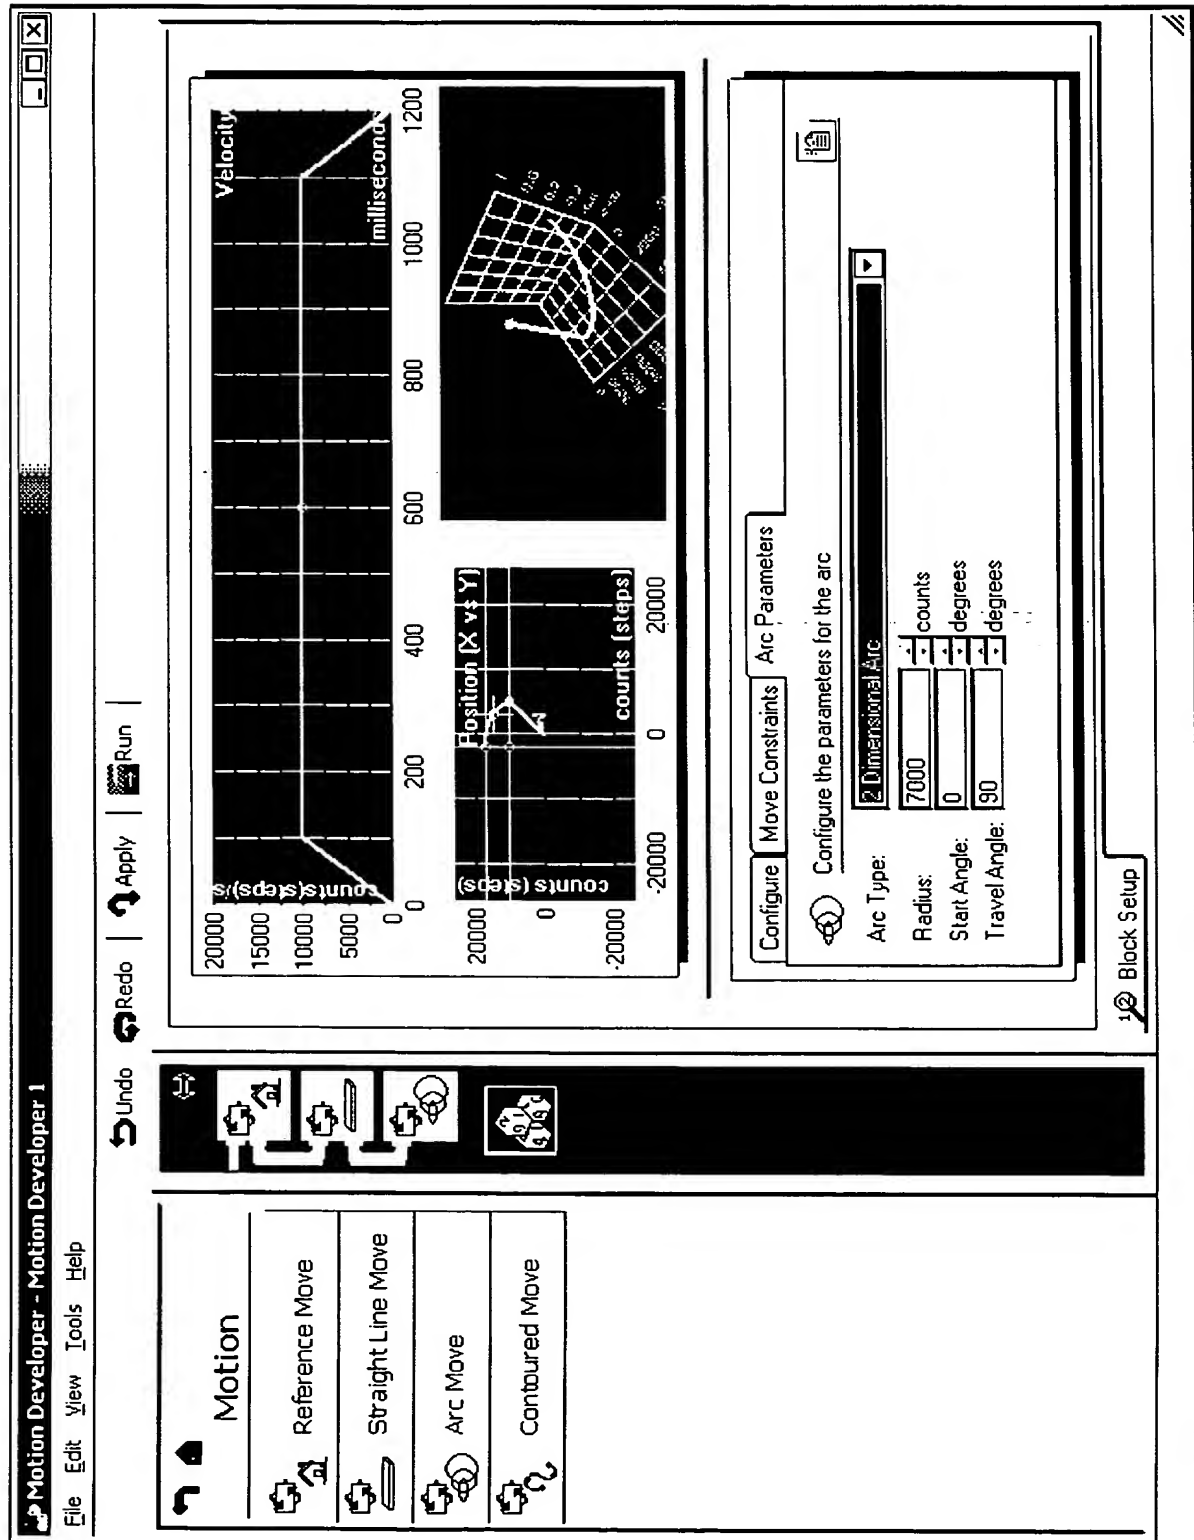 Motion Developer - Motion Developer 1
File Edit View Tools Help
Undo Redo Apply Run
Motion
Reference Move
Straight Line Move
Arc Move
Contoured Move
Velocity
20000
15000
10000
5000
0
counts(steps)/s
milliseconds
0 200 400 600 800 1000 1200
Position (X vs Y)
20000
0
-20000
counts (steps)
counts (steps)
-20000 0 20000
Configure Move Constraints Arc Parameters
Configure the parameters for the arc
Arc Type: 2 Dimensional Arc
Radius: 7000 counts
Start Angle: 0 degrees
Travel Angle: 90 degrees
Block Setup